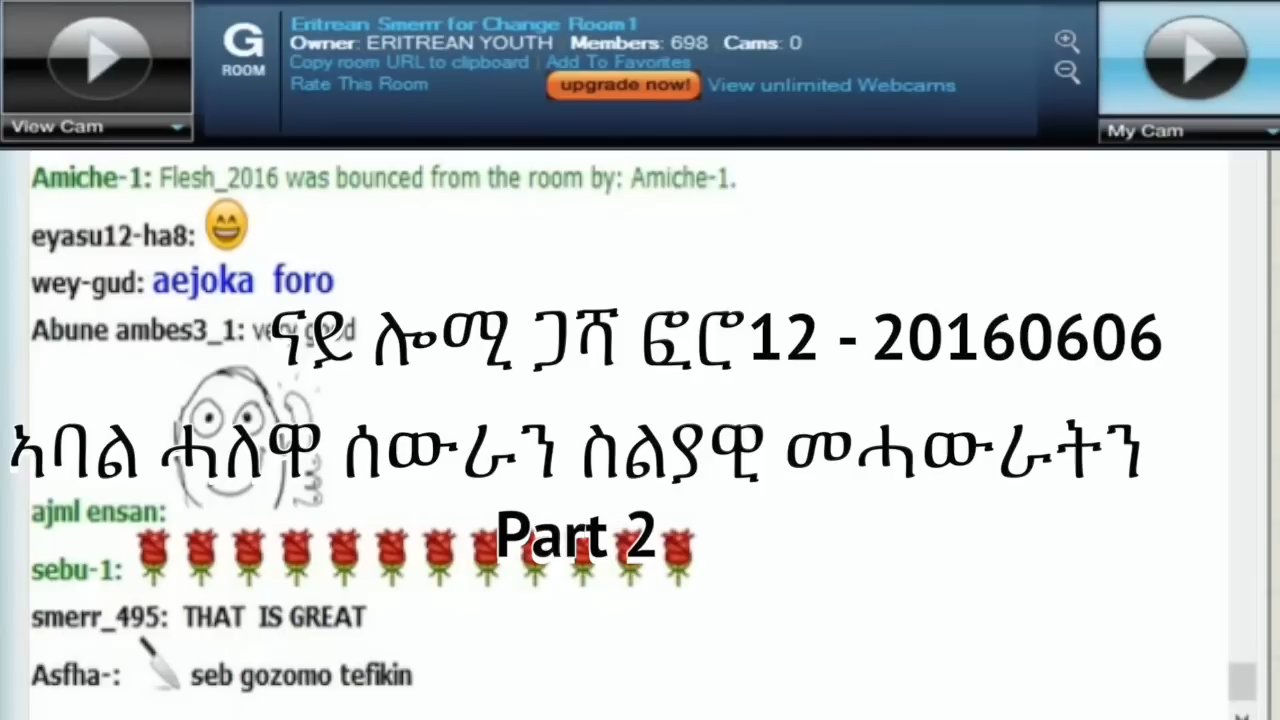 Eritrean Smerr for Change Room1
Owner: ERITREAN YOUTH Members: 698 Cams: 0
Copy room URL to clipboard | Add To Favorites
Rate This Room upgrade now! View unlimited Webcams
G
ROOM
View Cam
My Cam
Amiche-1: Flesh_2016 was bounced from the room by: Amiche-1.
eyasu12-ha8:
wey-gud: aejoka foro
Abune ambes3_1: very good
ናይ ሎሚ ጋሻ ፎሮ12 - 20160606
ኣባል ሓለዋ ሰውራን ስልያዊ መሓውራትን
ajml ensan:
Part 2
sebu-1:
smerr_495: THAT IS GREAT
Asfha-: seb gozomo tefikin